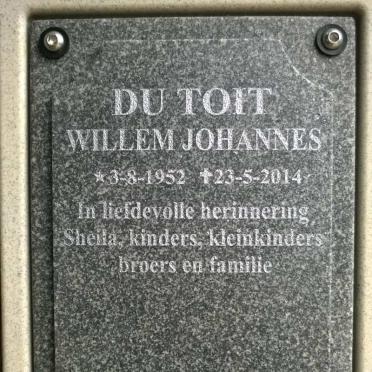 DU TOIT
WILLEM JOHANNES
*3-8-1952 ✝23-5-2014
In liefdevolle herinnering
Sheila, kinders, kleinkinders
broers en familie